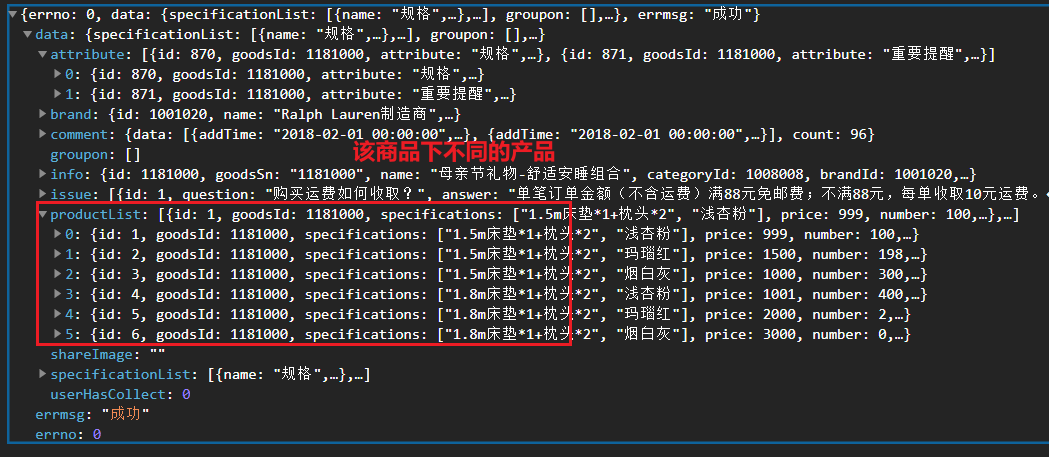 ▼{errno: 0, data: {specificationList: [{name: "规格",…},…], groupon: [],…}, errmsg: "成功"}
▼data: {specificationList: [{name: "规格",…},…], groupon: [],…}
▼attribute: [{id: 870, goodsId: 1181000, attribute: "规格",…}, {id: 871, goodsId: 1181000, attribute: "重要提醒",…}]
▶0: {id: 870, goodsId: 1181000, attribute: "规格",…}
▶1: {id: 871, goodsId: 1181000, attribute: "重要提醒",…}
▶brand: {id: 1001020, name: "Ralph Lauren制造商",…}
▶comment: {data: [{addTime: "2018-02-01 00:00:00",…}, {addTime: "2018-02-01 00:00:00",…}], count: 96}
groupon: []
该商品下不同的产品
▶info: {id: 1181000, goodsSn: "1181000", name: "母亲节礼物-舒适安睡组合", categoryId: 1008008, brandId: 1001020,…}
▶issue: [{id: 1, question: "购买运费如何收取？", answer: "单笔订单金额（不含运费）满88元免邮费；不满88元，每单收取10元运费。
▼productList: [{id: 1, goodsId: 1181000, specifications: ["1.5m床垫*1+枕头*2", "浅杏粉"], price: 999, number: 100,…},…]
▶0: {id: 1, goodsId: 1181000, specifications: ["1.5m床垫*1+枕头*2", "浅杏粉"], price: 999, number: 100,…}
▶1: {id: 2, goodsId: 1181000, specifications: ["1.5m床垫*1+枕头*2", "玛瑙红"], price: 1500, number: 198,…}
▶2: {id: 3, goodsId: 1181000, specifications: ["1.5m床垫*1+枕头*2", "烟白灰"], price: 1000, number: 300,…}
▶3: {id: 4, goodsId: 1181000, specifications: ["1.8m床垫*1+枕头*2", "浅杏粉"], price: 1001, number: 400,…}
▶4: {id: 5, goodsId: 1181000, specifications: ["1.8m床垫*1+枕头*2", "玛瑙红"], price: 2000, number: 2,…}
▶5: {id: 6, goodsId: 1181000, specifications: ["1.8m床垫*1+枕头*2", "烟白灰"], price: 3000, number: 0,…}
shareImage: ""
▶specificationList: [{name: "规格",…},…]
userHasCollect: 0
errmsg: "成功"
errno: 0